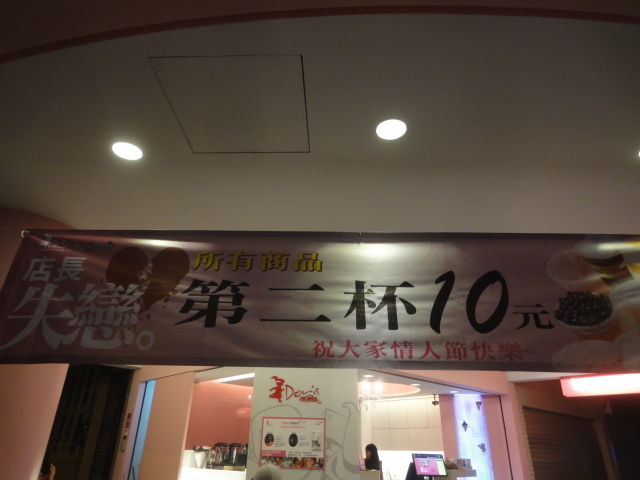 店長
失戀。
所有商品
第二杯10元
祝大家情人節快樂~
Doris